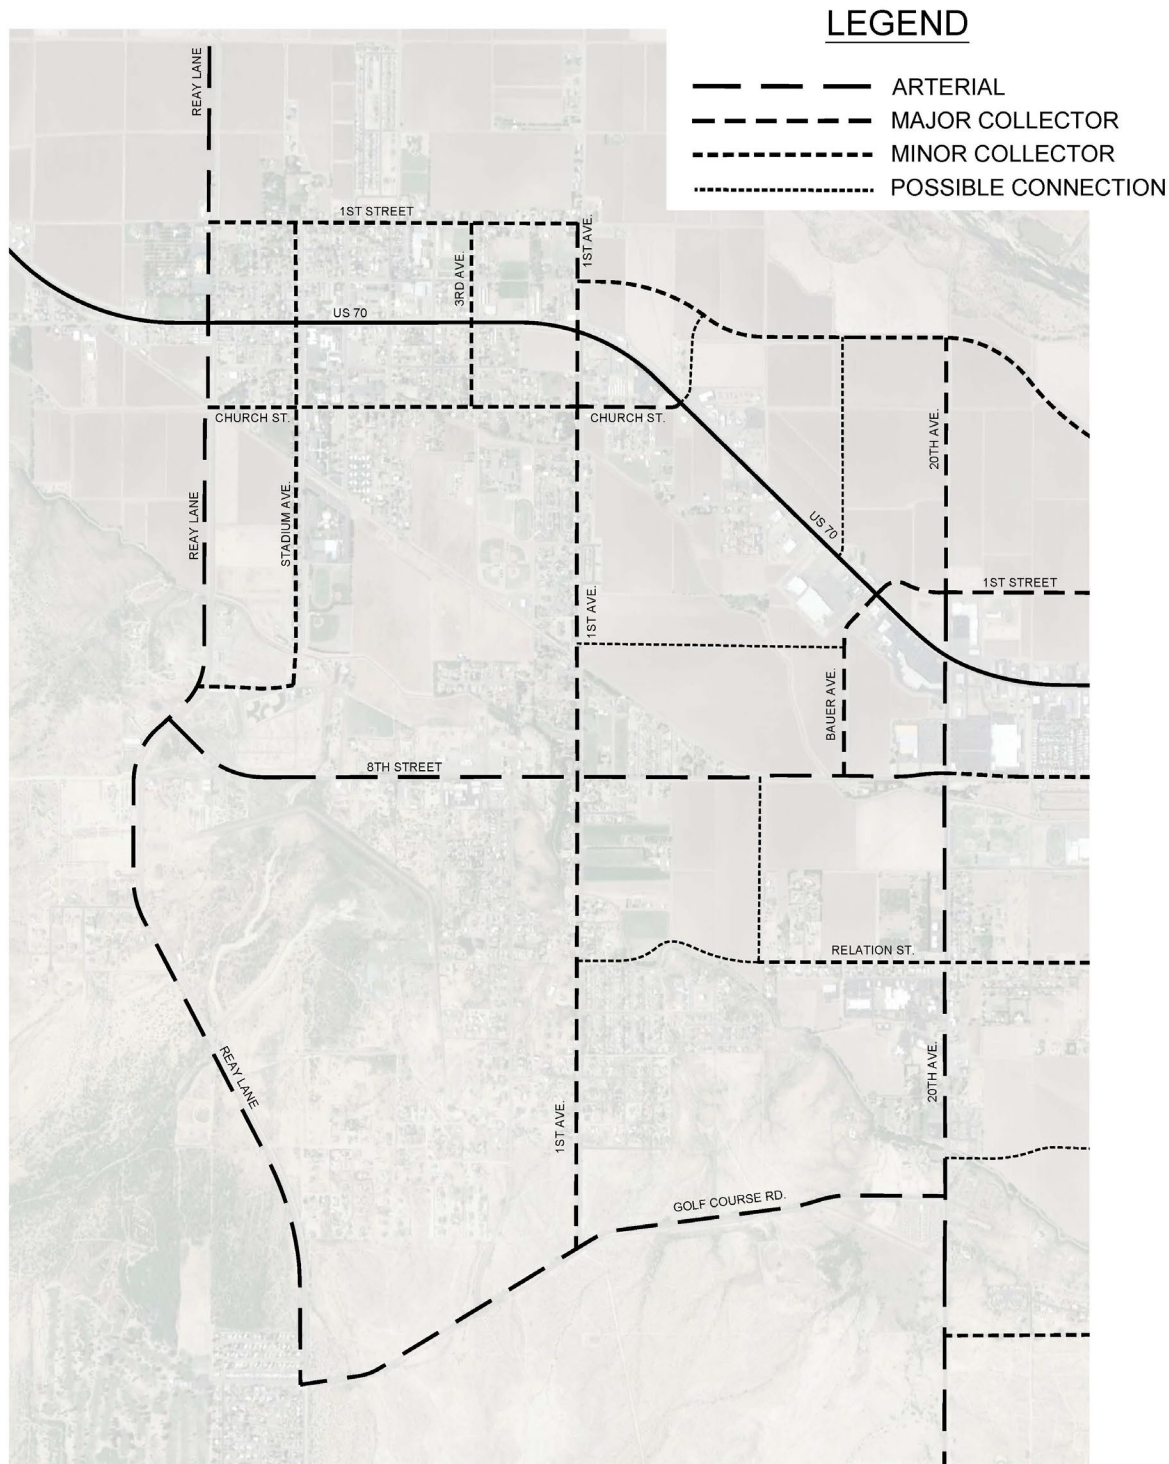 LEGEND
ARTERIAL
MAJOR COLLECTOR
MINOR COLLECTOR
POSSIBLE CONNECTION
REAY LANE
1ST STREET
1ST AVE.
3RD AVE.
US 70
CHURCH ST.
CHURCH ST.
20TH AVE.
REAY LANE
STADIUM AVE.
US 70
1ST STREET
1ST AVE.
BAUER AVE.
8TH STREET
RELATION ST.
REAY LANE
20TH AVE.
1ST AVE.
GOLF COURSE RD.